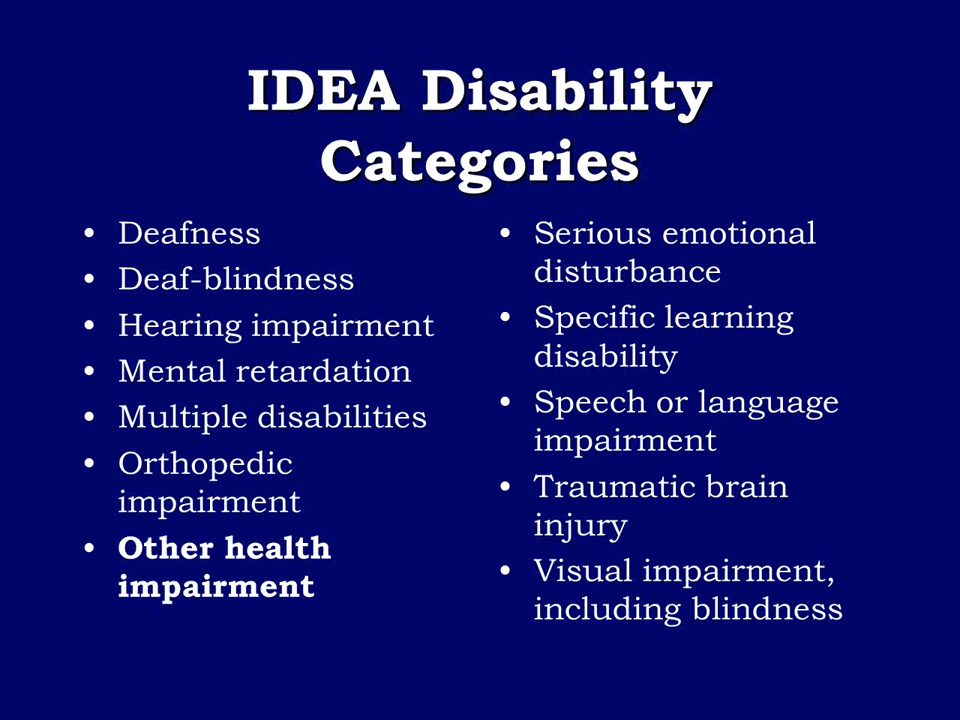 IDEA Disability
Categories
• Deafness
• Deaf-blindness
• Hearing impairment
• Mental retardation
• Multiple disabilities
• Orthopedic
impairment
• Other health
impairment
• Serious emotional
disturbance
• Specific learning
disability
• Speech or language
impairment
• Traumatic brain
injury
• Visual impairment,
including blindness